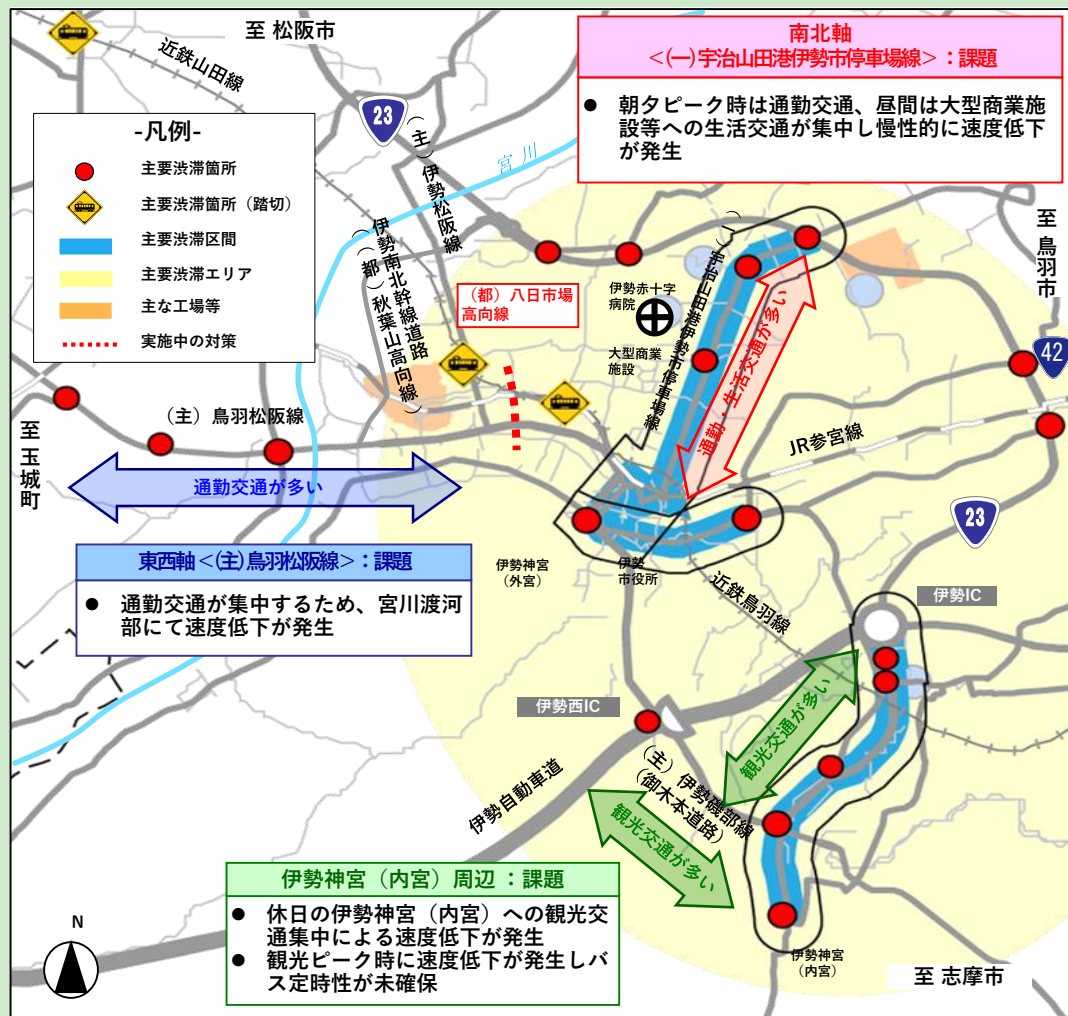 至 松阪市
近鉄山田線
23
-凡例-
主要渋滞箇所
主要渋滞箇所（踏切）
主要渋滞区間
主要渋滞エリア
主な工場等
実施中の対策
南北軸
＜(一)宇治山田港伊勢市停車場線＞：課題
● 朝夕ピーク時は通勤交通、昼間は大型商業施
設等への生活交通が集中し慢性的に速度低下
が発生
（主）伊勢松阪線
宮川
伊勢南北幹線道路
（（都）秋葉山高向線）
（都）八日市場
高向線
伊勢赤十字
病院
大型商業
施設
（一）宇治山田港伊勢市停車場線
通勤・生活交通が多い
至 鳥羽市
42
JR参宮線
至 玉城町
（主）鳥羽松阪線
通勤交通が多い
東西軸＜(主)鳥羽松阪線＞：課題
● 通勤交通が集中するため、宮川渡河
部にて速度低下が発生
伊勢神宮
（外宮）
伊勢
市役所
近鉄鳥羽線
23
伊勢IC
伊勢西IC
観光交通が多い
（主）伊勢磯部線
（御木本道路）
伊勢自動車道
観光交通が多い
伊勢神宮（内宮）周辺 ：課題
● 休日の伊勢神宮（内宮）への観光交
通集中による速度低下が発生
● 観光ピーク時に速度低下が発生しバ
ス定時性が未確保
伊勢神宮
（内宮）
至 志摩市
N